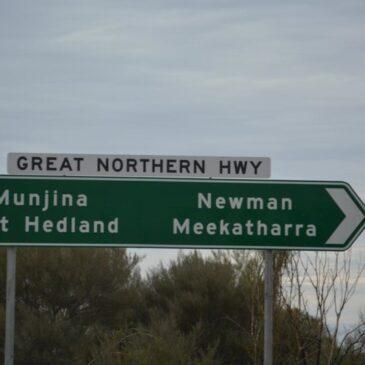 GREAT NORTHERN HWY
Munjina Newman
t Hedland Meekatharra